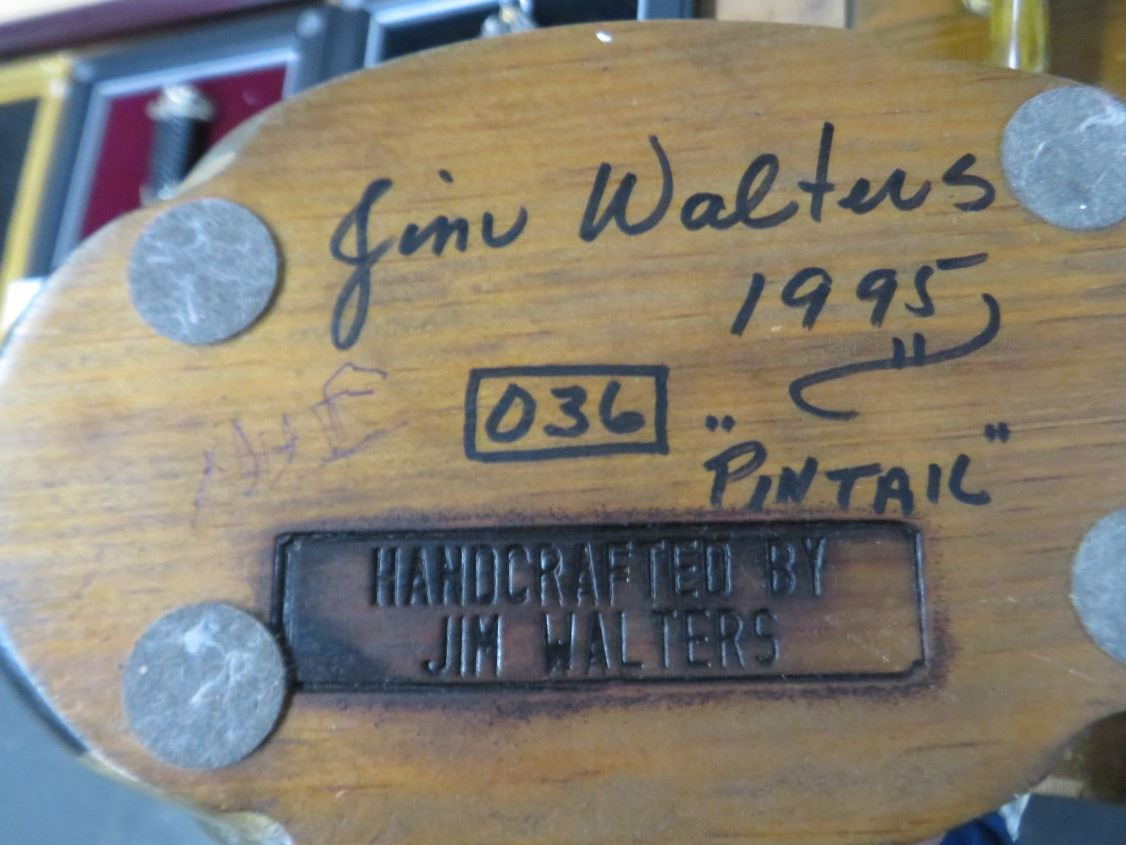 Jim Walters
1995
036
"PINTAIL"
HANDCRAFTED BY
JIM WALTERS